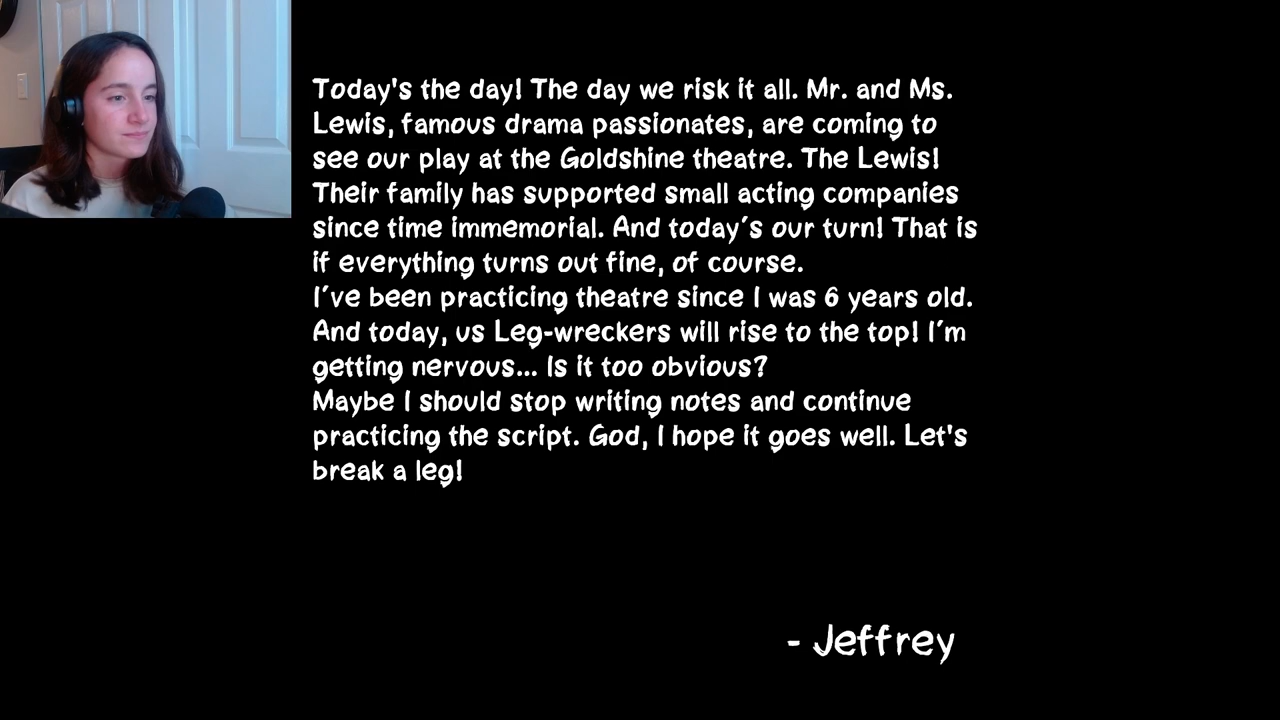 Today's the day! The day we risk it all. Mr. and Ms.
Lewis, famous drama passionates, are coming to
see our play at the Goldshine theatre. The Lewis!
Their family has supported small acting companies
since time immemorial. And today´s our turn! That is
if everything turns out fine, of course.
I´ve been practicing theatre since I was 6 years old.
And today, us Leg-wreckers will rise to the top! I´m
getting nervous... Is it too obvious?
Maybe I should stop writing notes and continue
practicing the script. God, I hope it goes well. Let's
break a leg!
- Jeffrey